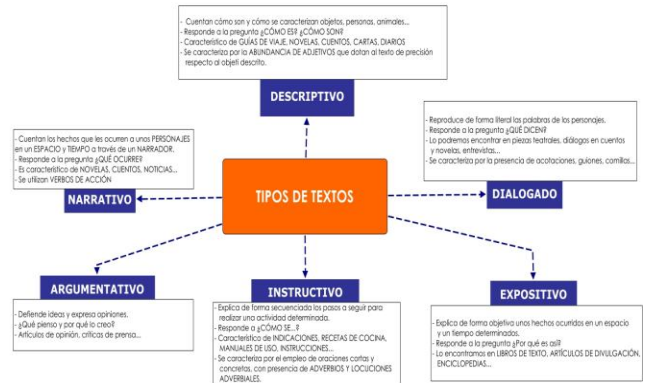 - Cuentan cómo son y cómo se caracterizan objetos, personas, animales...
- Responde a la pregunta ¿CÓMO ES? ¿CÓMO SON?
- Característico de GUÍAS DE VIAJE, NOVELAS, CUENTOS, CARTAS, DIARIOS
- Se caracteriza por la ABUNDANCIA DE ADJETIVOS que dotan al texto de precisión
respecto al objeti descrito.
DESCRIPTIVO
- Reproduce de forma literal las palabras de los personajes.
- Responde a la pregunta ¿QUÉ DICEN?
- Lo podremos encontrar en piezas teatrales, diálogos en cuentos
y novelas, entrevistas...
- Se caracteriza por la presencia de acotaciones, guiones, comillas...
DIALOGADO
- Cuentan los hechos que les ocurren a unos PERSONAJES
en un ESPACIO y TIEMPO a través de un NARRADOR.
- Responde a la pregunta ¿QUÉ OCURRE?
- Es característico de NOVELAS, CUENTOS, NOTICIAS...
- Se utilizan VERBOS DE ACCIÓN
NARRATIVO
TIPOS DE TEXTOS
ARGUMENTATIVO
- Defiende ideas y expresa opiniones.
- ¿Qué pienso y por qué lo creo?
- Artículos de opinión, críticas de prensa...
INSTRUCTIVO
- Explica de forma secuenciada los pasos a seguir para
realizar una actividad determinada.
- Responde a ¿CÓMO SE...?
- Característico de INDICACIONES, RECETAS DE COCINA,
MANUALES DE USO, INSTRUCCIONES...
- Se caracteriza por el empleo de oraciones cortas y
concretas, con presencia de ADVERBIOS Y LOCUCIONES
ADVERBIALES.
EXPOSITIVO
- Explica de forma objetiva unos hechos ocurridos en un espacio
y un tiempo determinados.
- Responde a la pregunta ¿Por qué es así?
- Lo encontramos en LIBROS DE TEXTO, ARTÍCULOS DE DIVULGACIÓN,
ENCICLOPEDIAS...